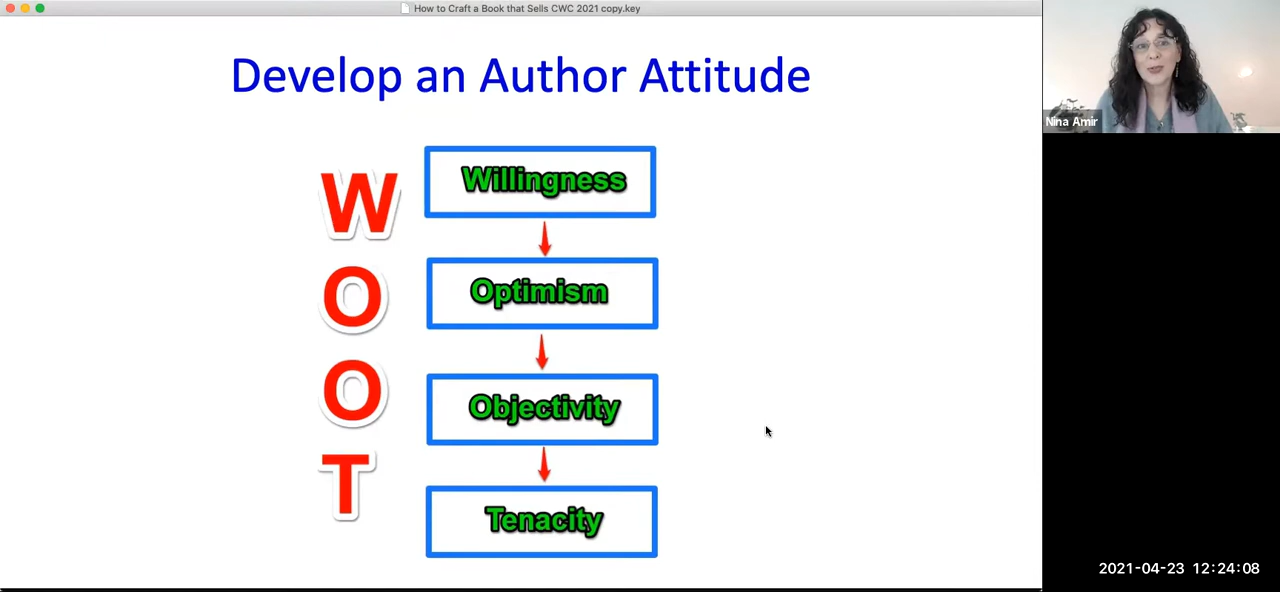 How to Craft a Book that Sells CWC 2021 copy.key
Develop an Author Attitude
W Willingness
O Optimism
O Objectivity
T Tenacity
Nina Amir
2021-04-23 12:24:08